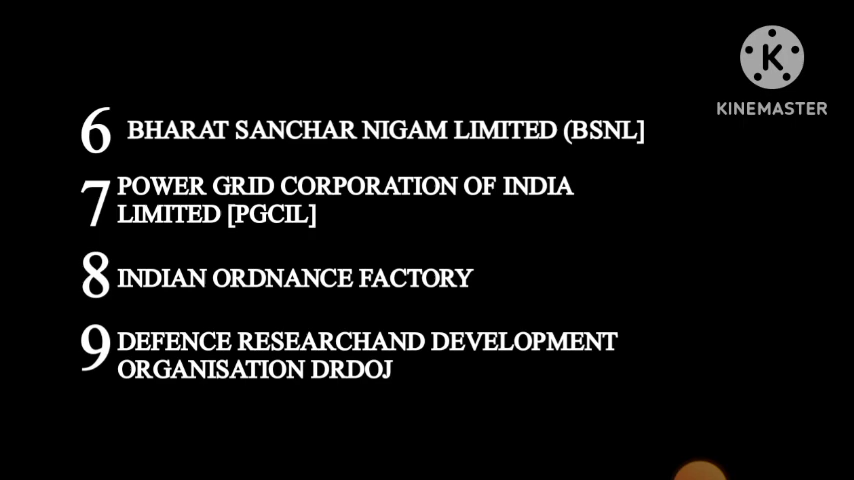 K
KINEMASTER
6 BHARAT SANCHAR NIGAM LIMITED (BSNL]
7 POWER GRID CORPORATION OF INDIA
LIMITED [PGCIL]
8 INDIAN ORDNANCE FACTORY
9 DEFENCE RESEARCHAND DEVELOPMENT
ORGANISATION DRDOJ